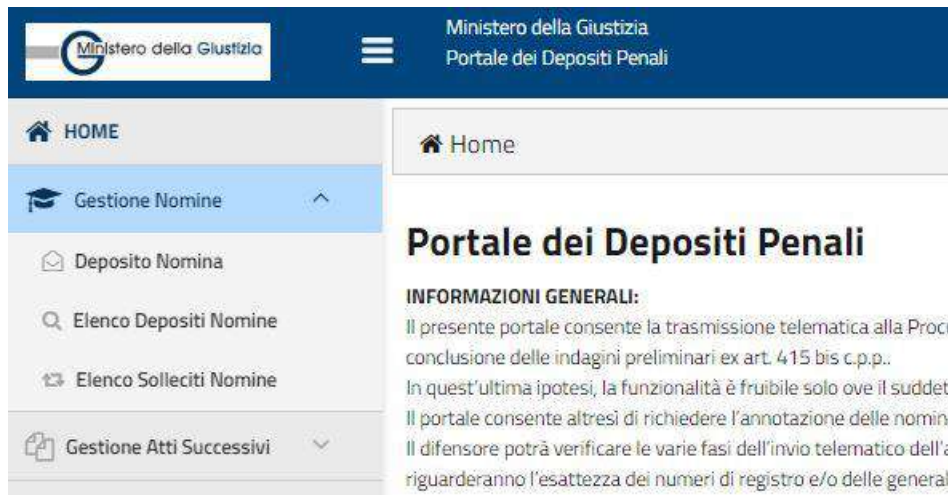 Ministero della Giustizia
Ministero della Giustizia
Portale dei Depositi Penali
HOME
Home
Gestione Nomine
Deposito Nomina
Elenco Depositi Nomine
Elenco Solleciti Nomine
Gestione Atti Successivi
Portale dei Depositi Penali
INFORMAZIONI GENERALI:
Il presente portale consente la trasmissione telematica alla
conclusione delle indagini preliminari ex art. 415 bis c.p.p..
In quest'ultima ipotesi, la funzionalità è fruibile solo ove il
Il portale consente altresì di richiedere l'annotazione delle
Il difensore potrà verificare le varie fasi dell'invio telematico
riguarderanno l'esattezza dei numeri di registro e/o delle